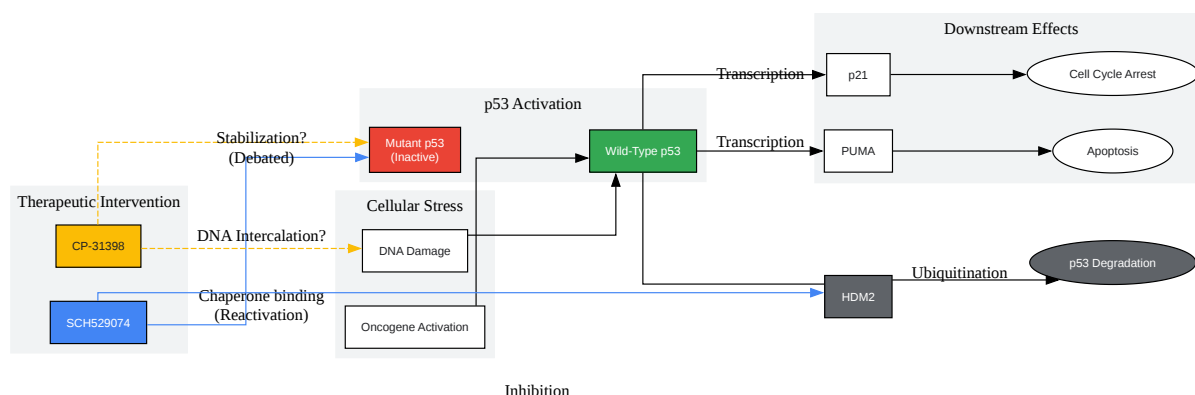 Downstream Effects
Transcription
p21
Cell Cycle Arrest
p53 Activation
Stabilization?
(Debated)
Mutant p53
(Inactive)
Wild-Type p53
Transcription
PUMA
Apoptosis
Therapeutic Intervention
Cellular Stress
CP-31398
DNA Intercalation?
DNA Damage
Ubiquitination
p53 Degradation
Chaperone binding
(Reactivation)
HDM2
SCH529074
Oncogene Activation
Inhibition